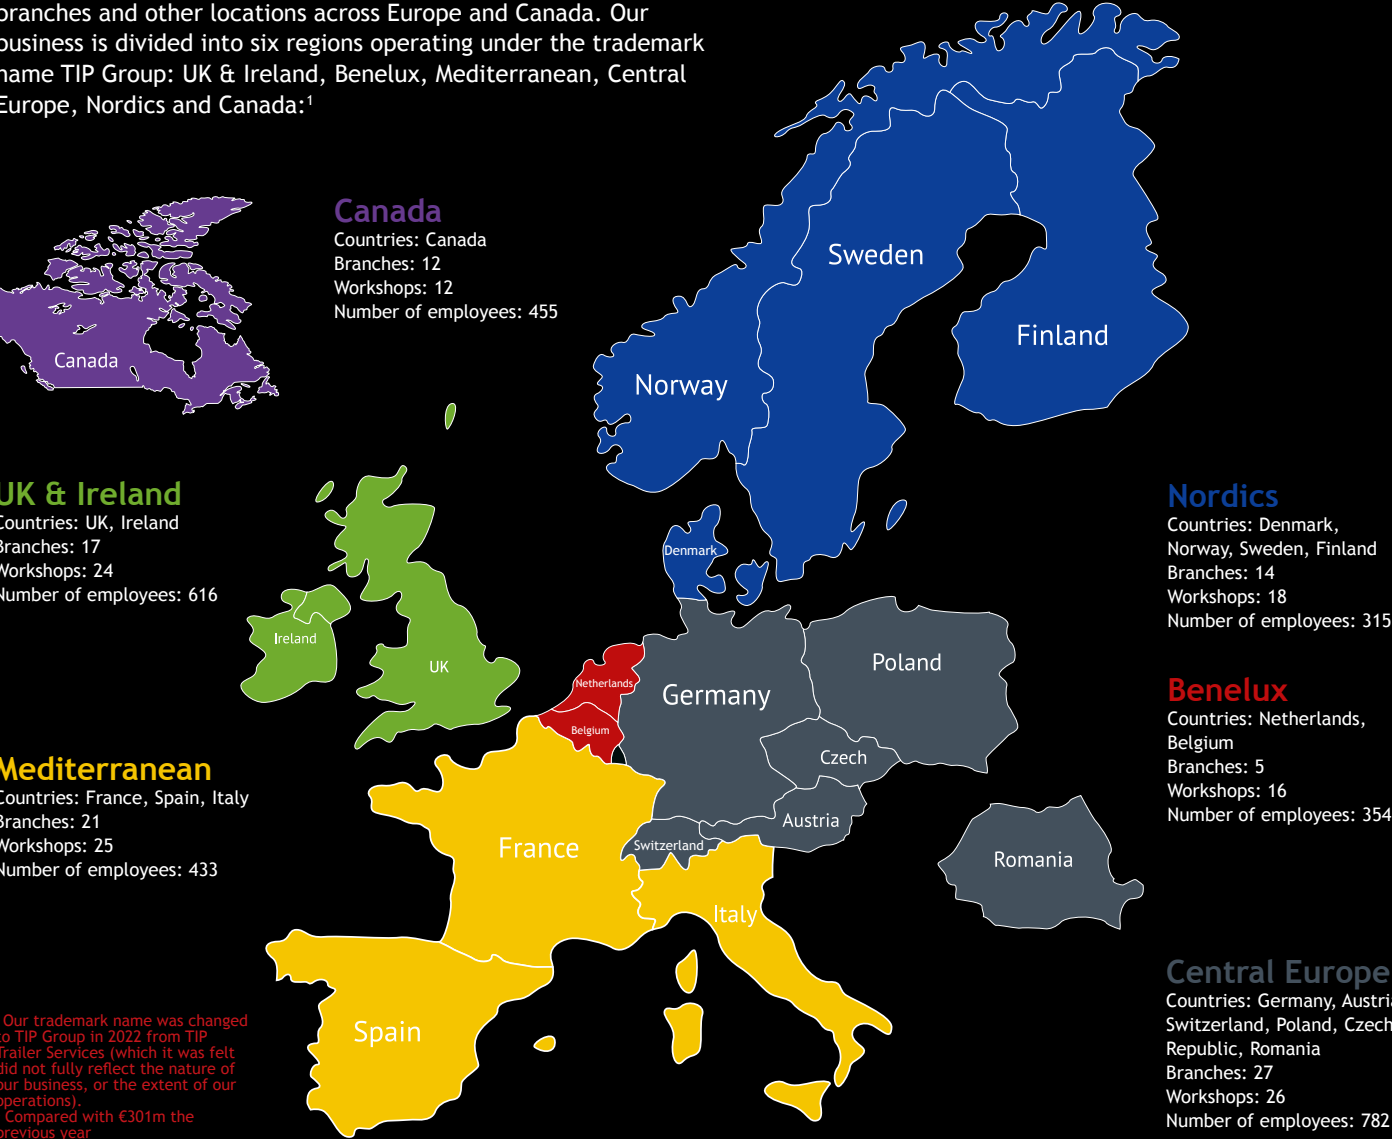 branches and other locations across Europe and Canada. Our
business is divided into six regions operating under the trademark
name TIP Group: UK & Ireland, Benelux, Mediterranean, Central
Europe, Nordics and Canada:¹
Canada
Countries: Canada
Branches: 12
Workshops: 12
Number of employees: 455
Canada
Sweden
Finland
Norway
UK & Ireland
Countries: UK, Ireland
Branches: 17
Workshops: 24
Number of employees: 616
Nordics
Countries: Denmark,
Norway, Sweden, Finland
Branches: 14
Workshops: 18
Number of employees: 315
Denmark
Ireland
UK
Netherlands
Belgium
Germany
Poland
Czech
Austria
Switzerland
Romania
France
Italy
Spain
Benelux
Countries: Netherlands,
Belgium
Branches: 5
Workshops: 16
Number of employees: 354
Mediterranean
Countries: France, Spain, Italy
Branches: 21
Workshops: 25
Number of employees: 433
Central Europe
Countries: Germany, Austria
Switzerland, Poland, Czech
Republic, Romania
Branches: 27
Workshops: 26
Number of employees: 782
Our trademark name was changed
to TIP Group in 2022 from TIP
Trailer Services (which it was felt
did not fully reflect the nature of
our business, or the extent of our
operations).
Compared with €301m the
previous year